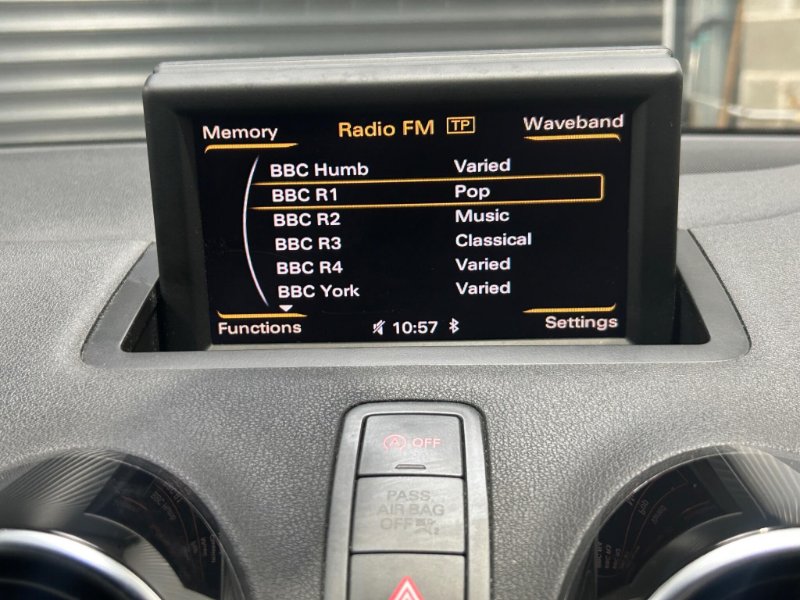 Memory Radio FM TP Waveband
BBC Humb Varied
BBC R1 Pop
BBC R2 Music
BBC R3 Classical
BBC R4 Varied
BBC York Varied
Functions 10:57 Settings
A OFF
PASS
AIR BAG
OFF